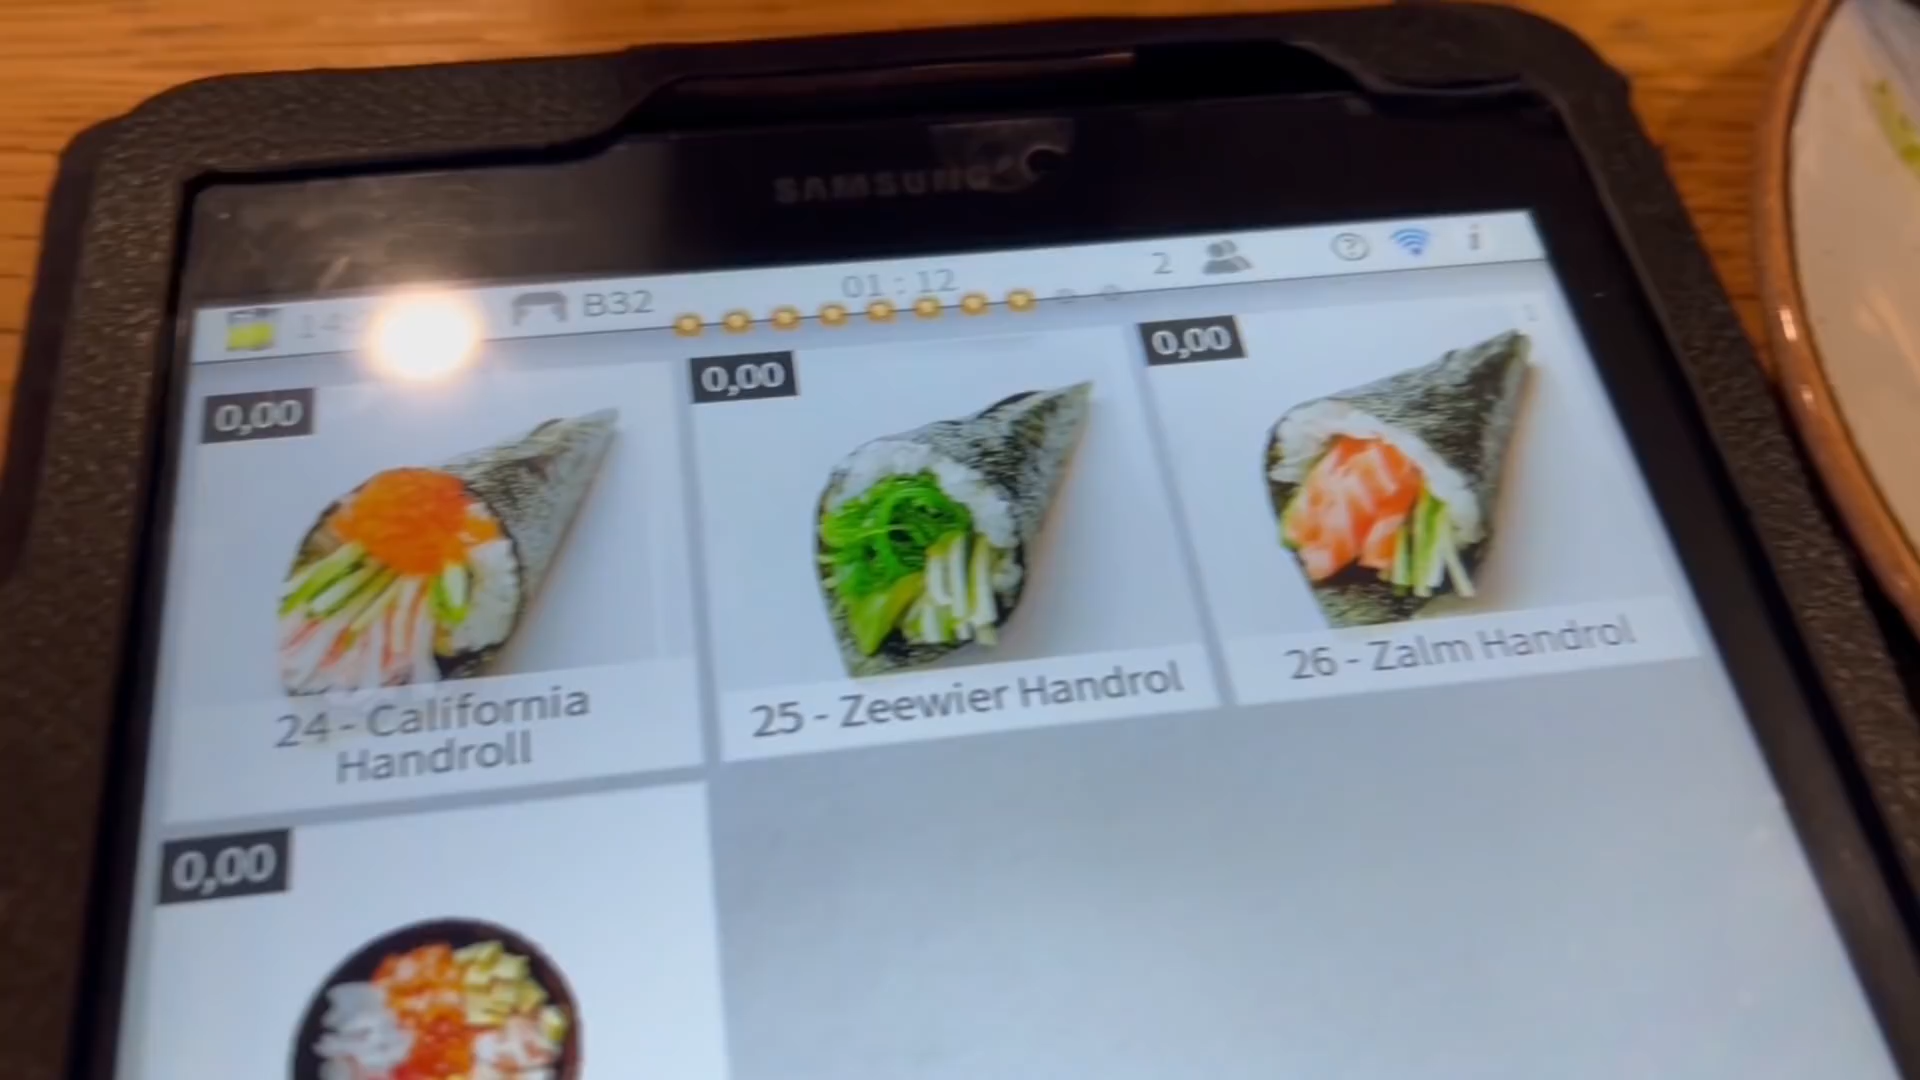 SAMSUNG
B32
01 : 12
2
i
0,00
0,00
0,00
24 - California
Handroll
25 - Zeewier Handrol
26 - Zalm Handrol
0,00